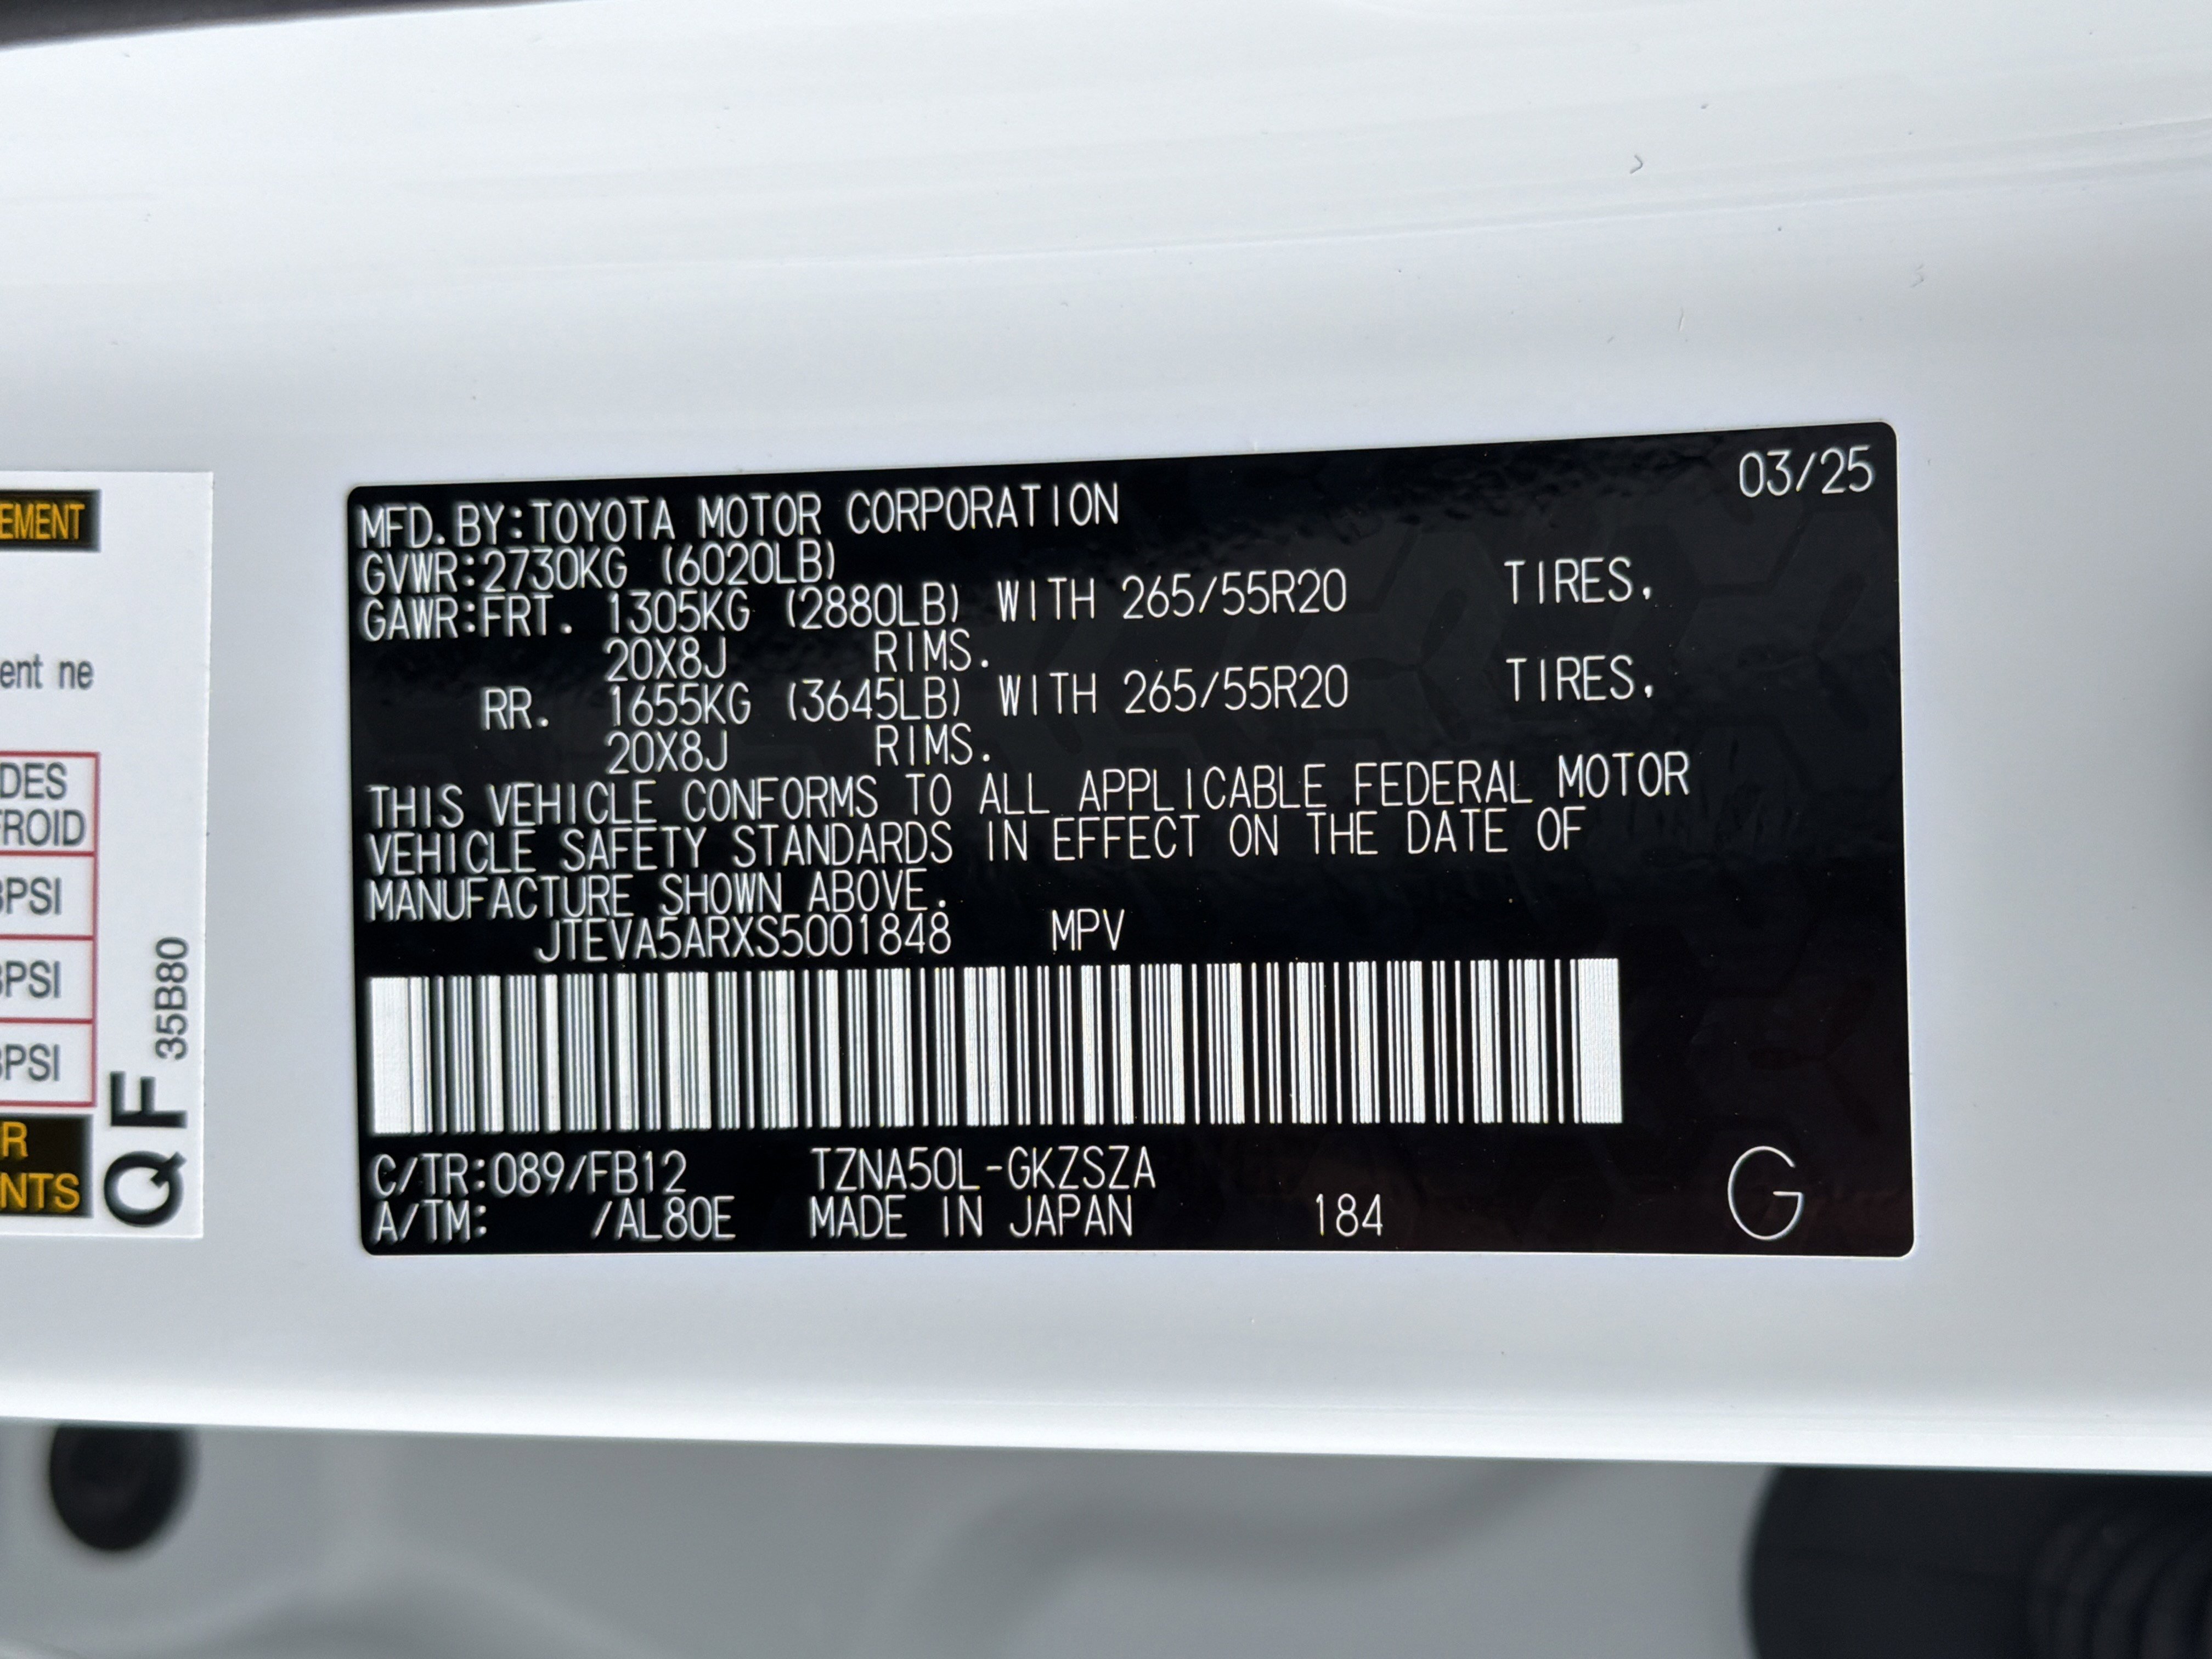 EMENT
ent ne
DES
FROID
PSI
PSI
PSI
R
NTS
QF 35B80
03/25
MFD.BY:TOYOTA MOTOR CORPORATION
GVWR:2730KG (6020LB)
GAWR:FRT. 1305KG (2880LB) WITH 265/55R20 TIRES,
20X8J RIMS.
RR. 1655KG (3645LB) WITH 265/55R20 TIRES,
20X8J RIMS.
THIS VEHICLE CONFORMS TO ALL APPLICABLE FEDERAL MOTOR
VEHICLE SAFETY STANDARDS IN EFFECT ON THE DATE OF
MANUFACTURE SHOWN ABOVE.
JTEVA5ARXS5001848 MPV
C/TR:089/FB12 TZNA50L-GKZSZA
A/TM: /AL80E MADE IN JAPAN 184 G